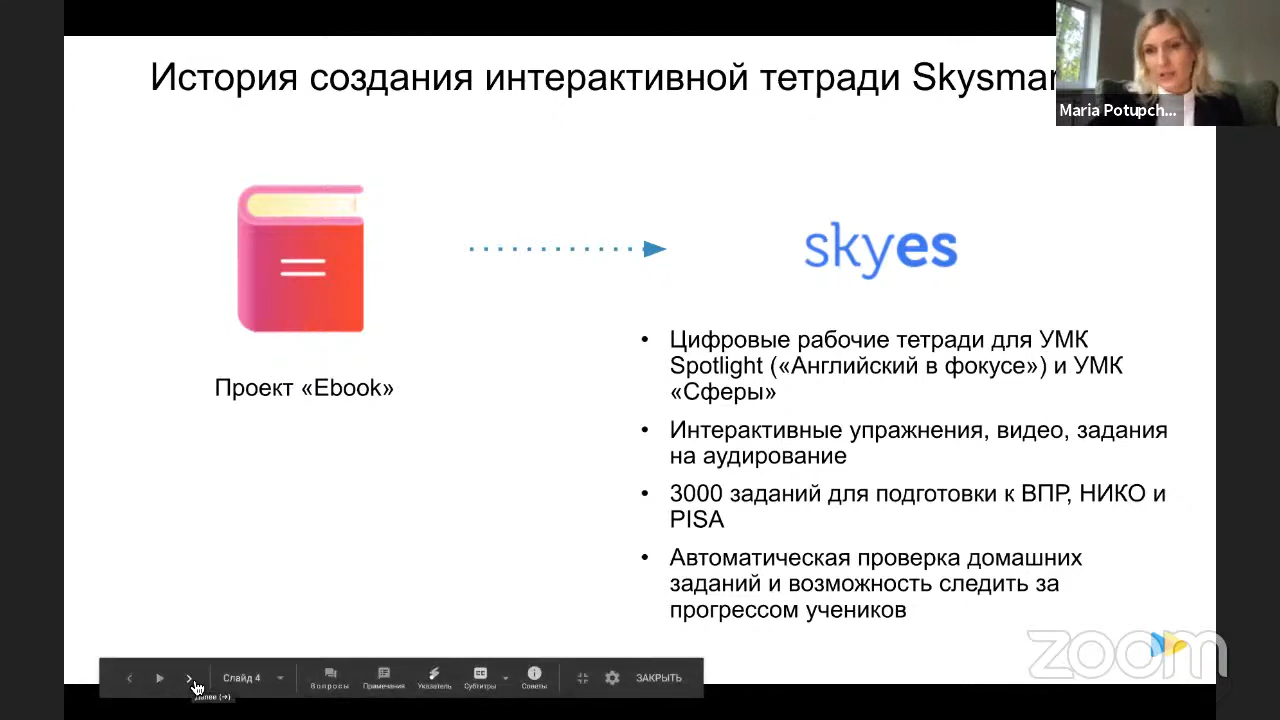 История создания интерактивной тетради Skysmar
Maria Potupch...
skyes
Проект «Ebook»
• Цифровые рабочие тетради для УМК
Spotlight («Английский в фокусе») и УМК
«Сферы»
• Интерактивные упражнения, видео, задания
на аудирование
• 3000 заданий для подготовки к ВПР, НИКО и
PISA
• Автоматическая проверка домашних
заданий и возможность следить за
прогрессом учеников
zoom
Слайд 4
Вопросы
Примечания
Указатель
Субтитры
Советы
ЗАКРЫТЬ